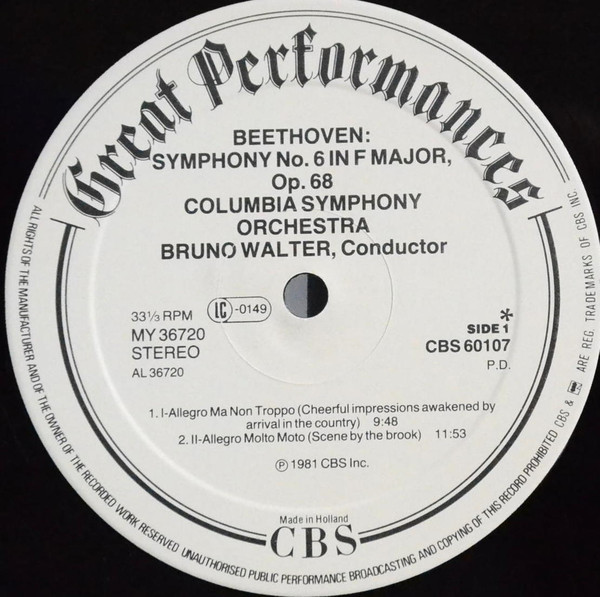 Great Performances
BEETHOVEN:
SYMPHONY No. 6 IN F MAJOR,
Op. 68
COLUMBIA SYMPHONY
ORCHESTRA
BRUNO WALTER, Conductor
33⅓ RPM
LC -0149
MY 36720
STEREO
AL 36720
*
SIDE 1
CBS 60107
P.D.
1. I-Allegro Ma Non Troppo (Cheerful impressions awakened by
arrival in the country) 9:48
2. II-Allegro Molto Moto (Scene by the brook) 11:53
℗ 1981 CBS Inc.
Made in Holland
CBS
ALL RIGHTS OF THE MANUFACTURER AND OF THE OWNER OF THE RECORDED WORK RESERVED UNAUTHORISED PUBLIC PERFORMANCE BROADCASTING AND COPYING OF THIS RECORD PROHIBITED CBS & ARE REG. TRADEMARKS OF CBS INC.